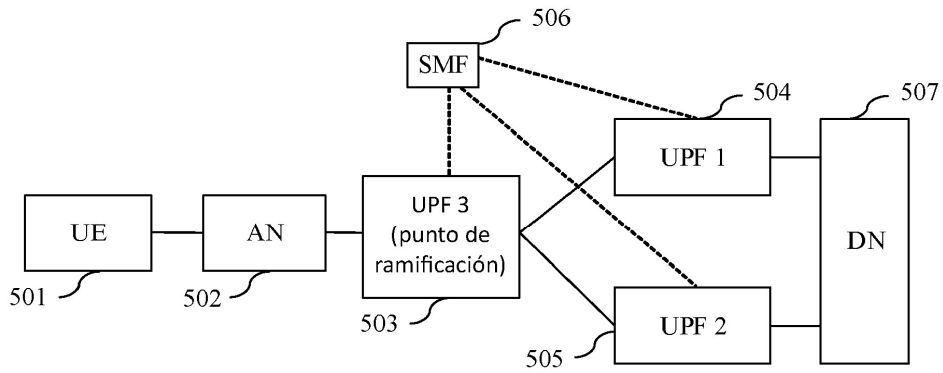 506
SMF
504
507
UPF 1
UE
AN
UPF 3
(punto de
ramificación)
DN
501
502
503
UPF 2
505